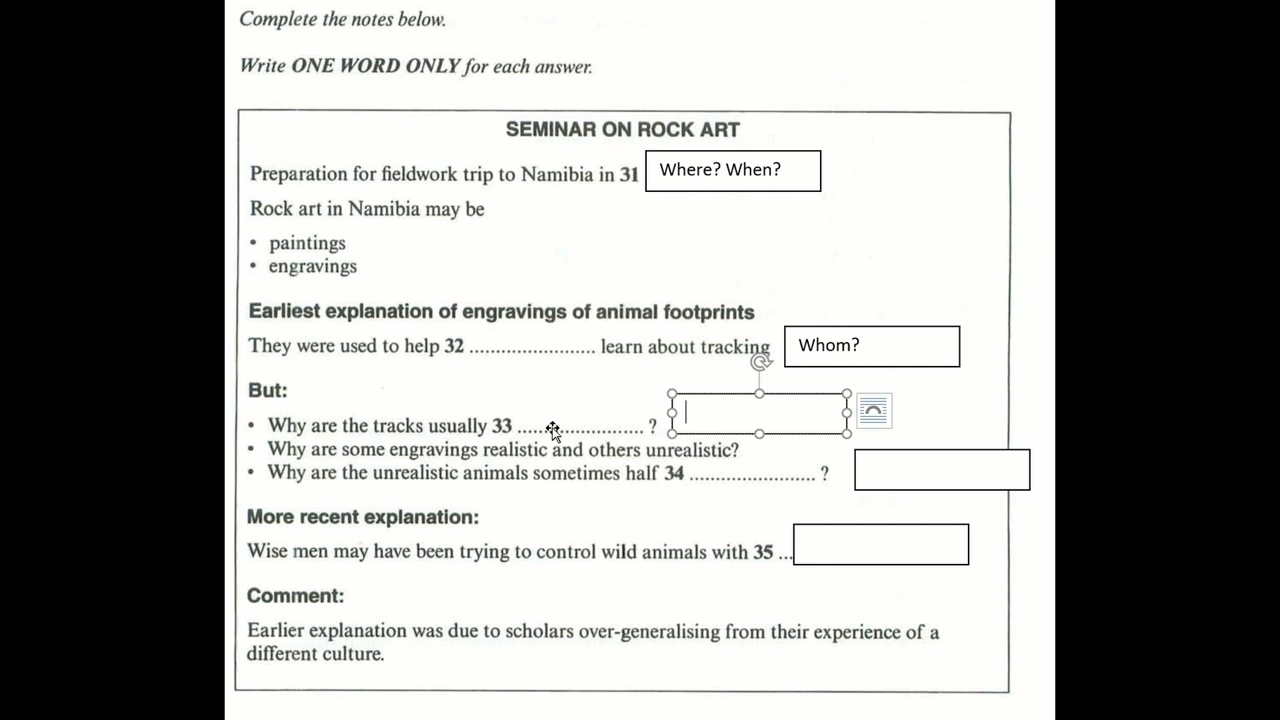 Complete the notes below.
Write ONE WORD ONLY for each answer.
SEMINAR ON ROCK ART
Preparation for fieldwork trip to Namibia in 31 Where? When?
Rock art in Namibia may be
• paintings
• engravings
Earliest explanation of engravings of animal footprints
They were used to help 32 ........................ learn about tracking Whom?
But:
• Why are the tracks usually 33 ........................ ?
• Why are some engravings realistic and others unrealistic?
• Why are the unrealistic animals sometimes half 34 ........................ ?
More recent explanation:
Wise men may have been trying to control wild animals with 35 ...
Comment:
Earlier explanation was due to scholars over-generalising from their experience of a
different culture.